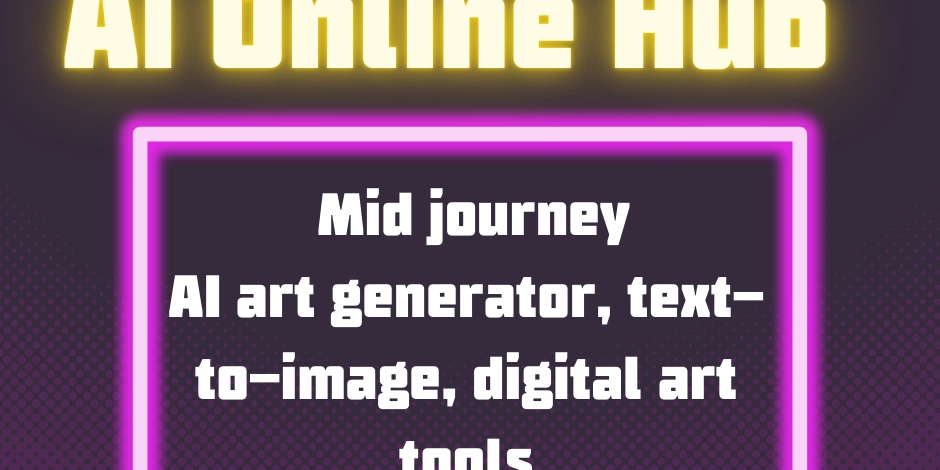 AI Online Hub
Mid journey
AI art generator, text-
to-image, digital art
tools